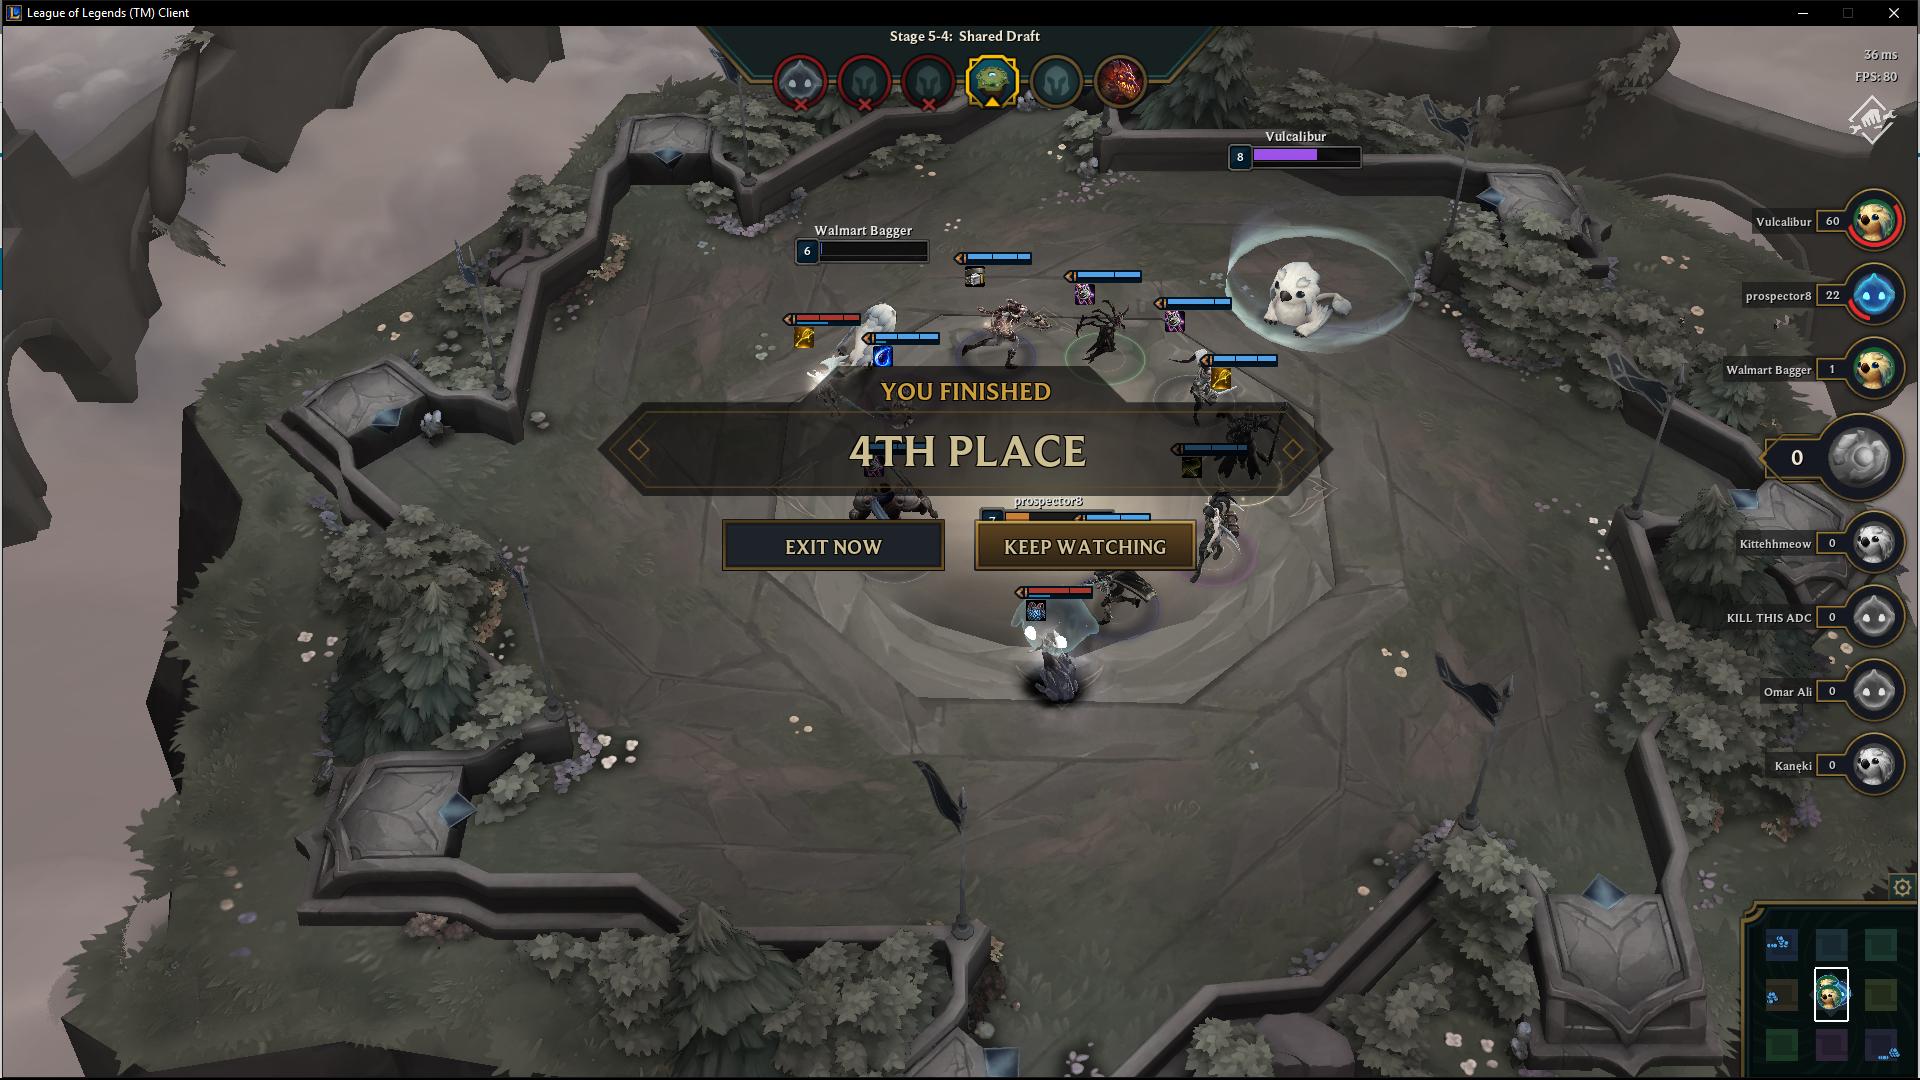 League of Legends (TM) Client
Stage 5-4: Shared Draft
36 ms
FPS: 80
Vulcalibur
8
Walmart Bagger
6
Vulcalibur 60
prospector8 22
Walmart Bagger 1
YOU FINISHED
4TH PLACE
0
prospector8
7
EXIT NOW
KEEP WATCHING
Kittehhmeow 0
KILL THIS ADC 0
Omar Ali 0
Kanęki 0